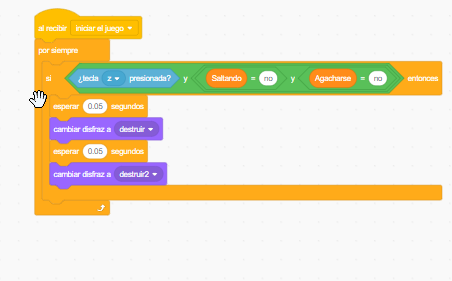 al recibir iniciar el juego
por siempre
si ¿tecla z presionada? y Saltando = no y Agacharse = no entonces
esperar 0.05 segundos
cambiar disfraz a destruir
esperar 0.05 segundos
cambiar disfraz a destruir2